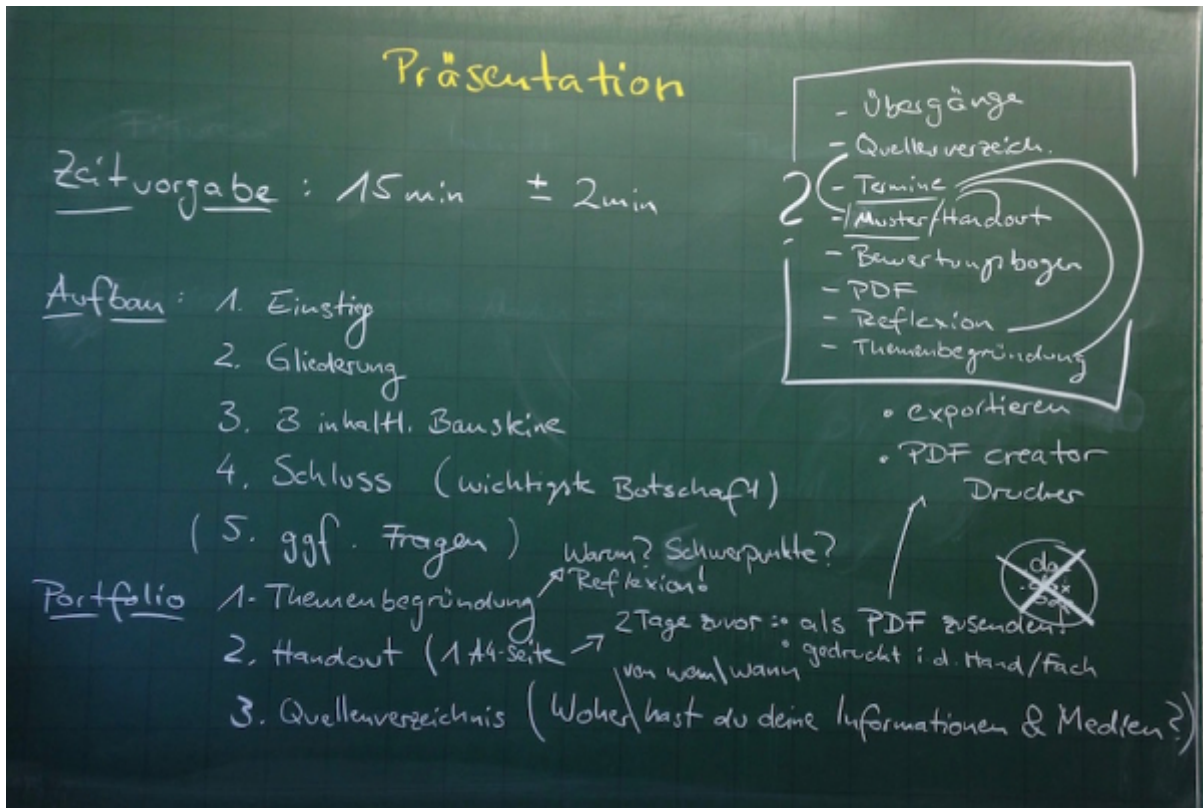 Präsentation
Zeitvorgabe : 15 min ± 2 min
Aufbau : 1. Einstieg
2. Gliederung
3. 3 inhaltl. Bausteine
4. Schluss (wichtigste Botschaft)
( 5. ggf. Fragen )
Portfolio 1. Themenbegründung
Warum? Schwerpunkte?
Reflexion!
2. Handout (1 A4-Seite
2 Tage zuvor : • als PDF zusenden!
• gedruckt i.d. Hand/Fach
von wem/wann
3. Quellenverzeichnis (Woher hast du deine Informationen & Medien?)
?
- Übergänge
- Quellenverzeich.
- Termine
- Muster/Handout
- Bewertungsbogen
- PDF
- Reflexion
- Themenbegründung
• exportieren
• PDF creator
Drucker